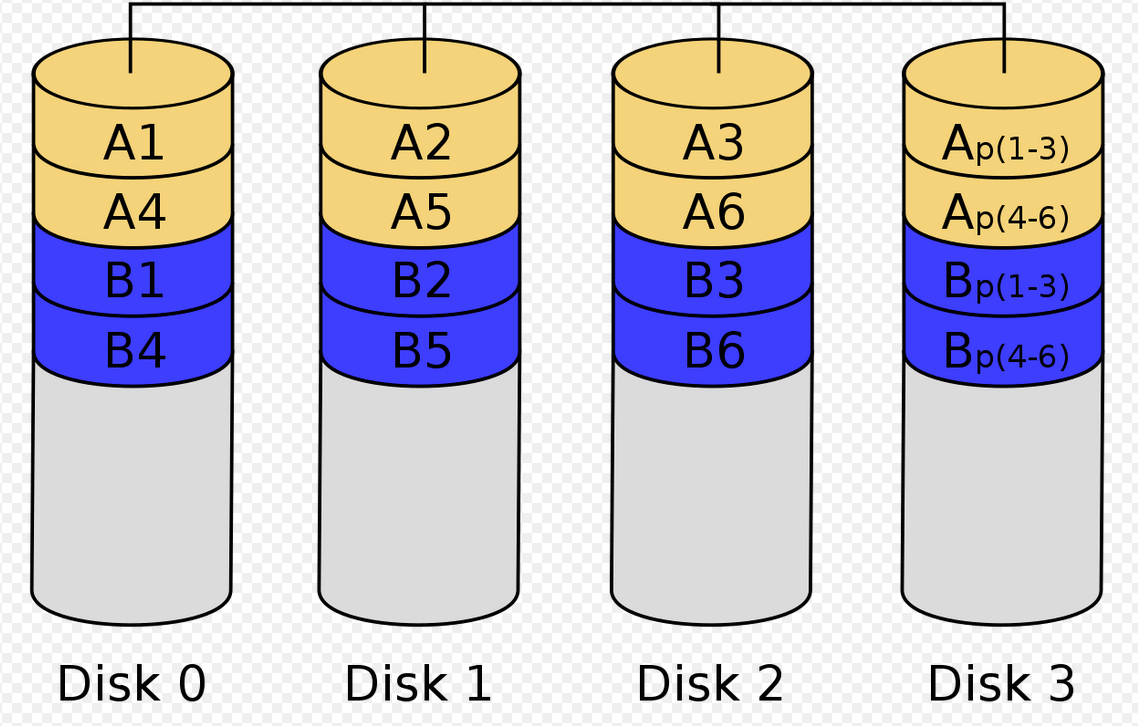 A1 A2 A3 Ap(1-3)
A4 A5 A6 Ap(4-6)
B1 B2 B3 Bp(1-3)
B4 B5 B6 Bp(4-6)
Disk 0 Disk 1 Disk 2 Disk 3